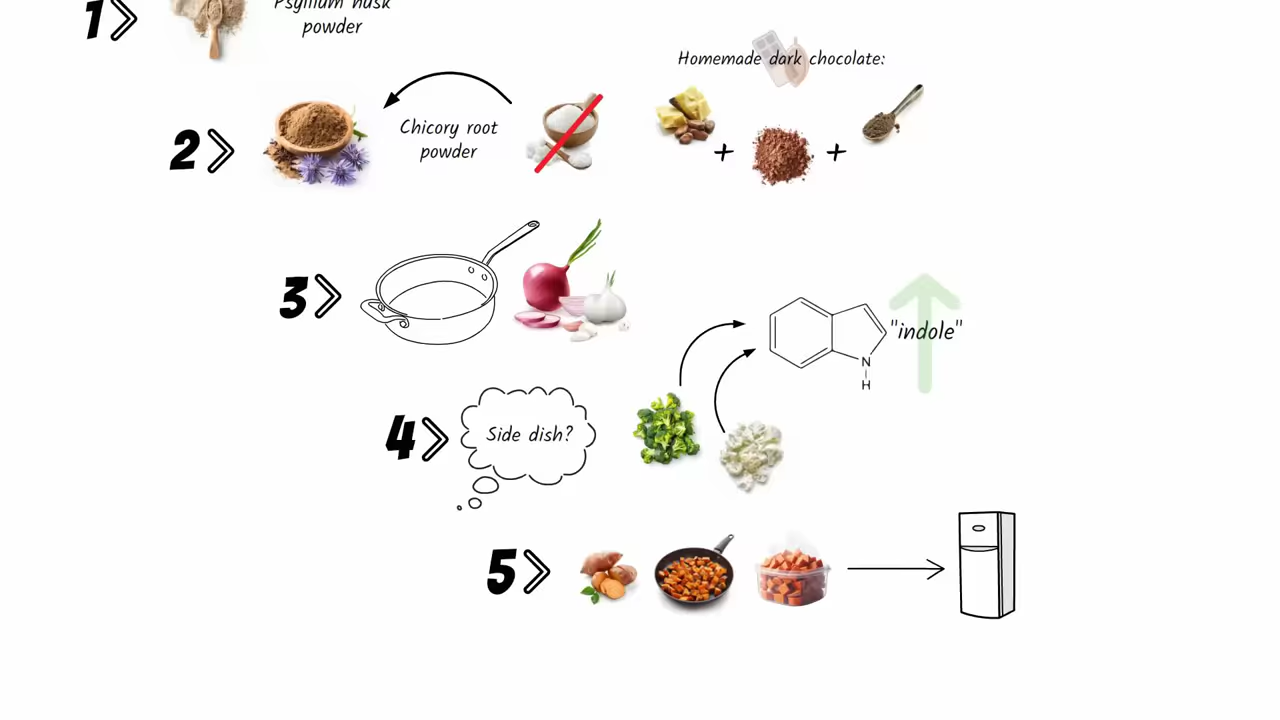 1
Psyllium husk
powder
Homemade dark chocolate:
2
Chicory root
powder
+
+
3
"indole"
N
H
4
Side dish?
5